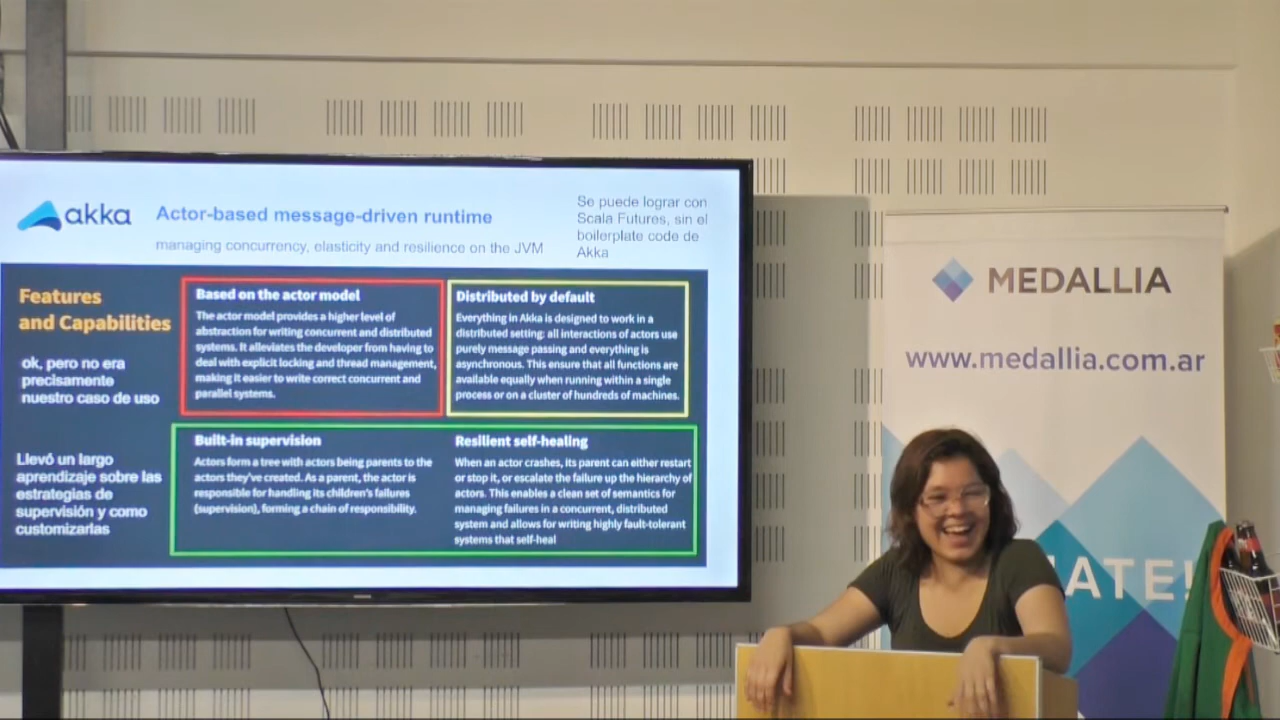 akka
Actor-based message-driven runtime
managing concurrency, elasticity and resilience on the JVM
Se puede lograr con
Scala Futures, sin el
boilerplate code de
Akka
Features
and Capabilities
ok, pero no era
precisamente
nuestro caso de uso
Based on the actor model
The actor model provides a higher level of
abstraction for writing concurrent and distributed
systems. It alleviates the developer from having to
deal with explicit locking and thread management,
making it easier to write correct concurrent and
parallel systems.
Distributed by default
Everything in Akka is designed to work in a
distributed setting: all interactions of actors use
purely message passing and everything is
asynchronous. This ensure that all functions are
available equally when running within a single
process or on a cluster of hundreds of machines.
Llevó un largo
aprendizaje sobre las
estrategias de
supervisión y como
customizarlas
Built-in supervision
Actors form a tree with actors being parents to the
actors they've created. As a parent, the actor is
responsible for handling its children's failures
(supervision), forming a chain of responsibility.
Resilient self-healing
When an actor crashes, its parent can either restart
or stop it, or escalate the failure up the hierarchy of
actors. This enables a clean set of semantics for
managing failures in a concurrent, distributed
system and allows for writing highly fault-tolerant
systems that self-heal
MEDALLIA
www.medallia.com.ar
ATE!